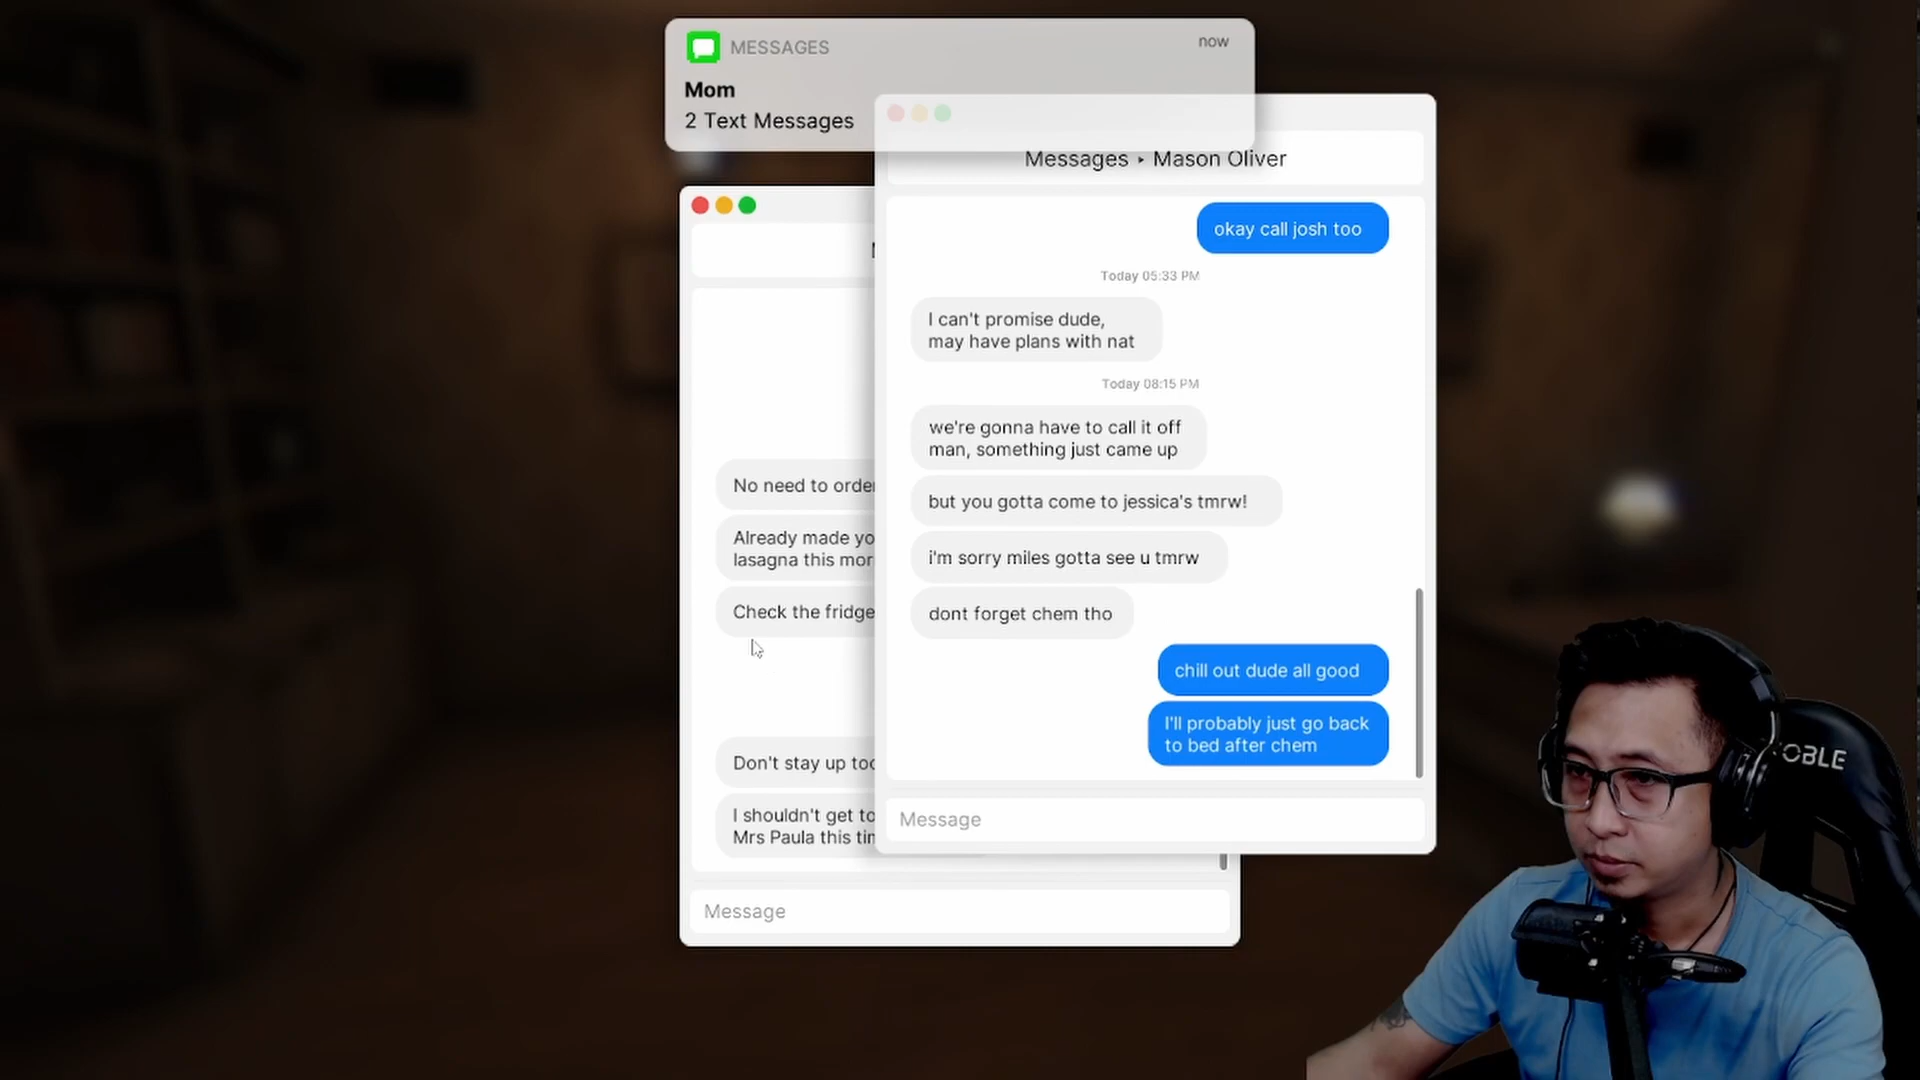 MESSAGES
now
Mom
2 Text Messages
Messages ‣ Mason Oliver
okay call josh too
Today 05:33 PM
I can't promise dude,
may have plans with nat
Today 08:15 PM
we're gonna have to call it off
man, something just came up
but you gotta come to jessica's tmrw!
i'm sorry miles gotta see u tmrw
dont forget chem tho
chill out dude all good
I'll probably just go back
to bed after chem
Message
No need to order
Already made yo
lasagna this mor
Check the fridge
Don't stay up too
I shouldn't get to
Mrs Paula this tim
Message
OBLE